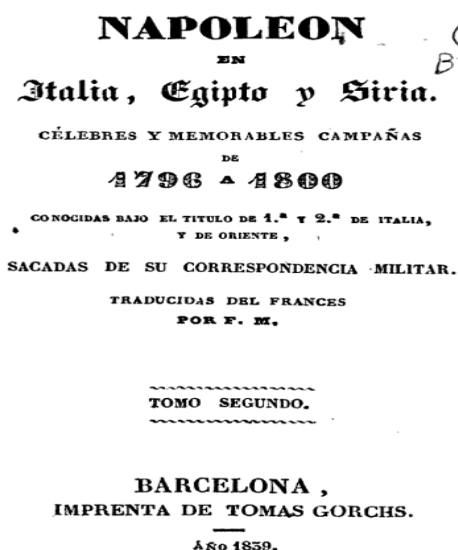 NAPOLEON
EN
Italia, Egipto y Siria.
CÉLEBRES Y MEMORABLES CAMPAÑAS
DE
1796 A 1800
CONOCIDAS BAJO EL TITULO DE 1.ª Y 2.ª DE ITALIA,
Y DE ORIENTE,
SACADAS DE SU CORRESPONDENCIA MILITAR.
TRADUCIDAS DEL FRANCES
POR F. M.
TOMO SEGUNDO.
BARCELONA,
IMPRENTA DE TOMAS GORCHS.
Año 1839.